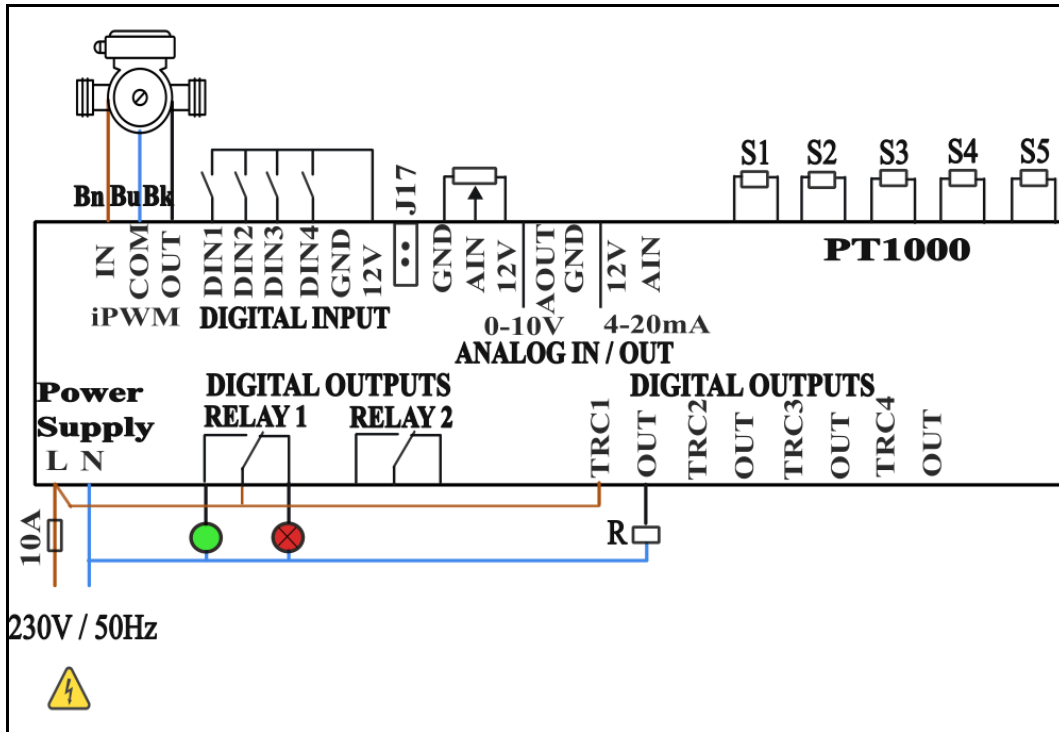 S1 S2 S3 S4 S5
Bn Bu Bk
J17
IN COM OUT
DIN1 DIN2 DIN3 DIN4 GND 12V
GND AIN 12V AOUT GND 12V AIN
PT1000
iPWM DIGITAL INPUT
0-10V 4-20mA
ANALOG IN / OUT
Power
Supply
L N
DIGITAL OUTPUTS
RELAY 1 RELAY 2
DIGITAL OUTPUTS
TRC1 OUT TRC2 OUT TRC3 OUT TRC4 OUT
10A
R
230V / 50Hz